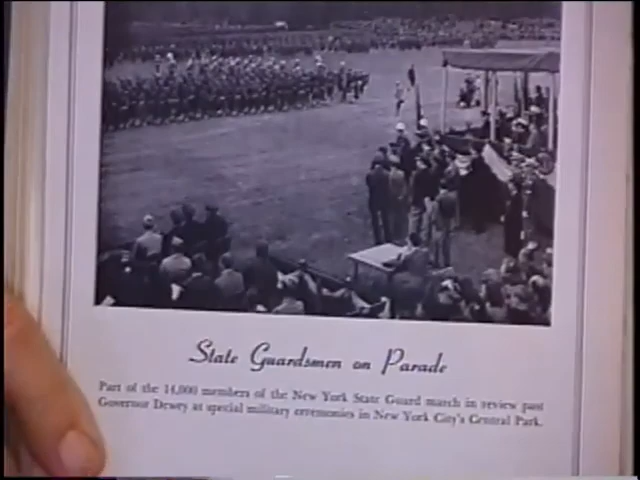 State Guardsmen on Parade
Part of the 14,000 members of the New York State Guard march in review past
Governor Dewey at special military ceremonies in New York City's Central Park.